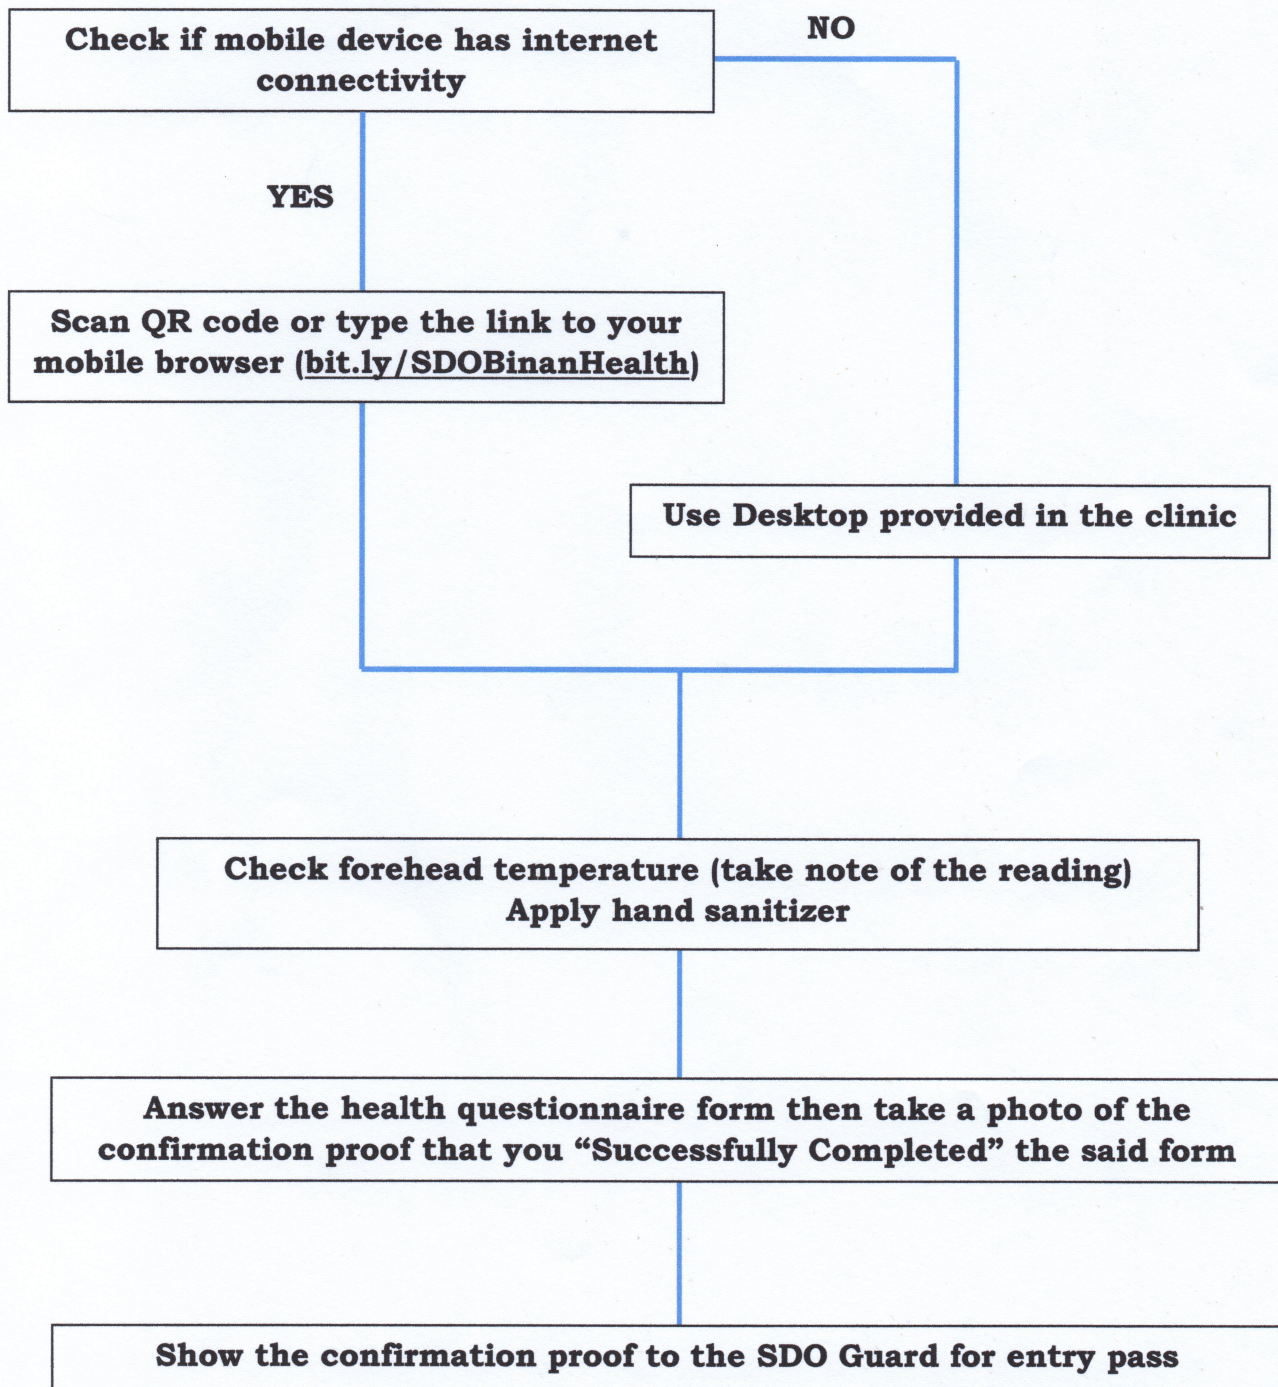 Check if mobile device has internet
connectivity
NO
YES
Scan QR code or type the link to your
mobile browser (bit.ly/SDOBinanHealth)
Use Desktop provided in the clinic
Check forehead temperature (take note of the reading)
Apply hand sanitizer
Answer the health questionnaire form then take a photo of the
confirmation proof that you “Successfully Completed” the said form
Show the confirmation proof to the SDO Guard for entry pass